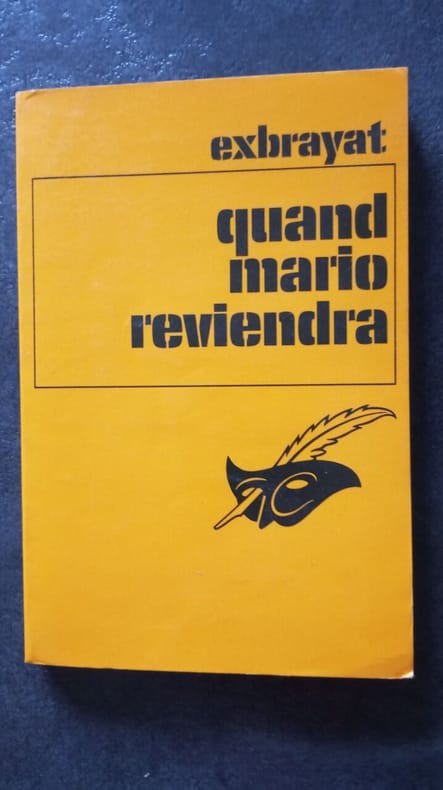 exbrayat
quand
mario
reviendra